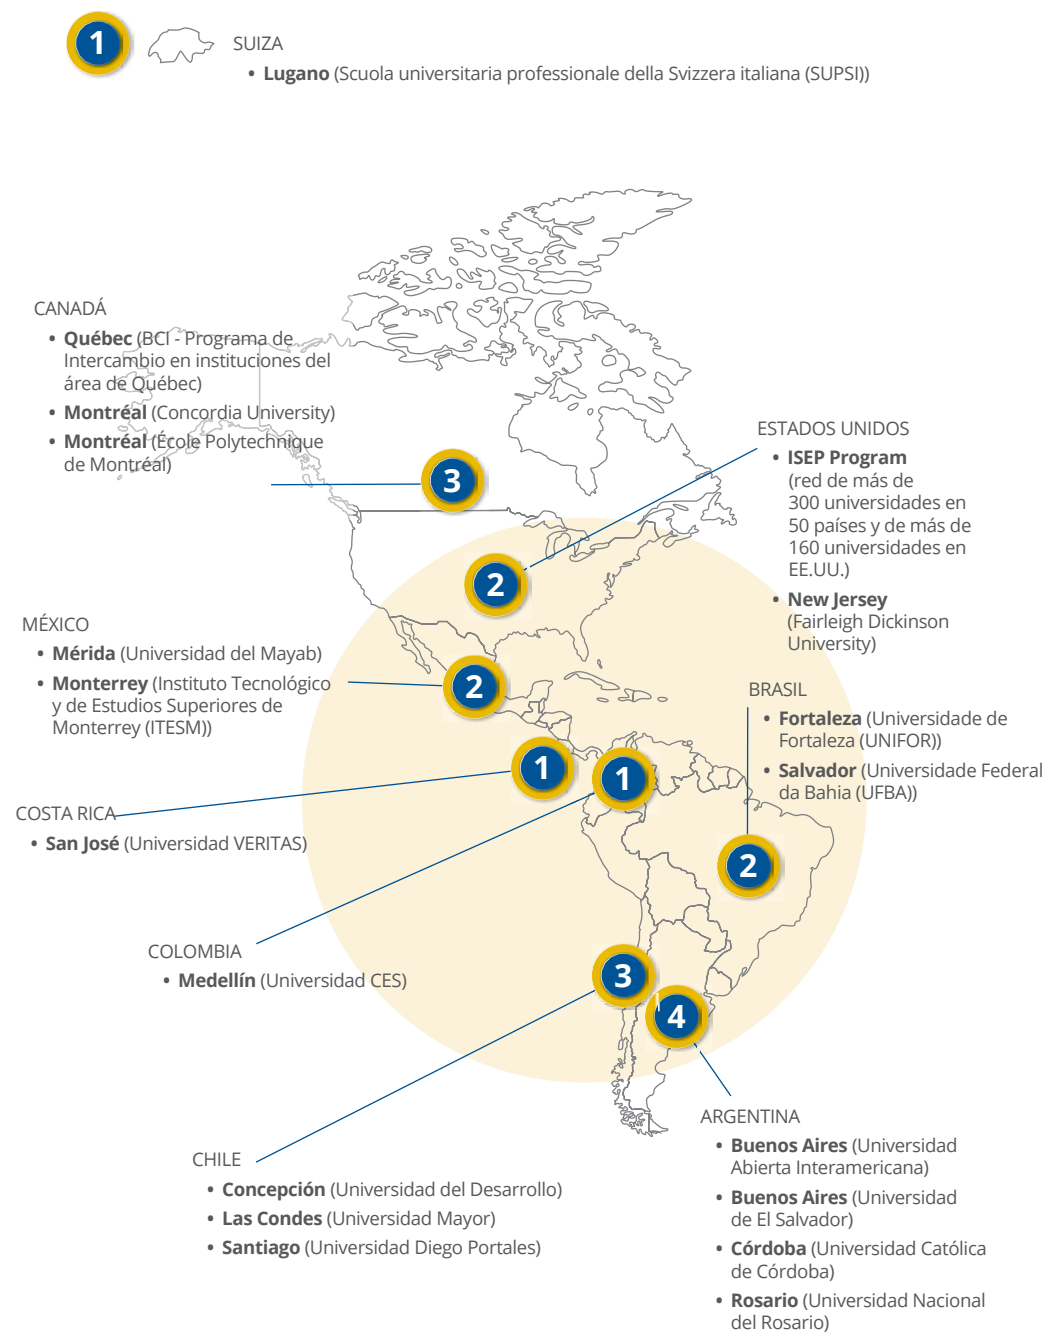 1
SUIZA
• Lugano (Scuola universitaria professionale della Svizzera italiana (SUPSI))
CANADÁ
• Québec (BCI - Programa de
Intercambio en instituciones del
área de Québec)
• Montréal (Concordia University)
• Montréal (École Polytechnique
de Montréal)
3
ESTADOS UNIDOS
• ISEP Program
(red de más de
300 universidades en
50 países y de más de
160 universidades en
EE.UU.)
• New Jersey
(Fairleigh Dickinson
University)
2
MÉXICO
• Mérida (Universidad del Mayab)
• Monterrey (Instituto Tecnológico
y de Estudios Superiores de
Monterrey (ITESM))
2
BRASIL
• Fortaleza (Universidade de
Fortaleza (UNIFOR))
• Salvador (Universidade Federal
da Bahia (UFBA))
2
1
1
COSTA RICA
• San José (Universidad VERITAS)
COLOMBIA
• Medellín (Universidad CES)
3
4
CHILE
• Concepción (Universidad del Desarrollo)
• Las Condes (Universidad Mayor)
• Santiago (Universidad Diego Portales)
ARGENTINA
• Buenos Aires (Universidad
Abierta Interamericana)
• Buenos Aires (Universidad
de El Salvador)
• Córdoba (Universidad Católica
de Córdoba)
• Rosario (Universidad Nacional
del Rosario)